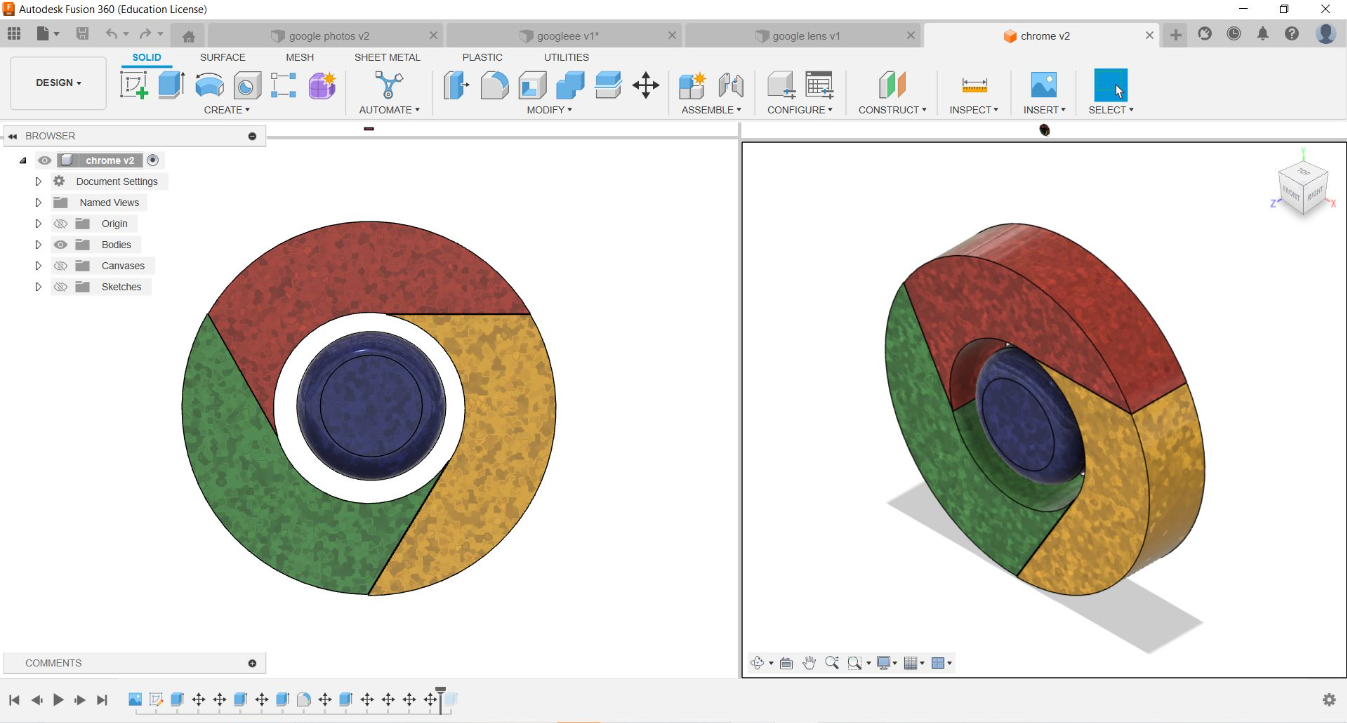 Autodesk Fusion 360 (Education License)
google photos v2
googleee v1*
google lens v1
chrome v2
SOLID
SURFACE
MESH
SHEET METAL
PLASTIC
UTILITIES
DESIGN
CREATE
AUTOMATE
MODIFY
ASSEMBLE
CONFIGURE
CONSTRUCT
INSPECT
INSERT
SELECT
BROWSER
chrome v2
Document Settings
Named Views
Origin
Bodies
Canvases
Sketches
Y
TOP
FRONT
RIGHT
Z
X
COMMENTS